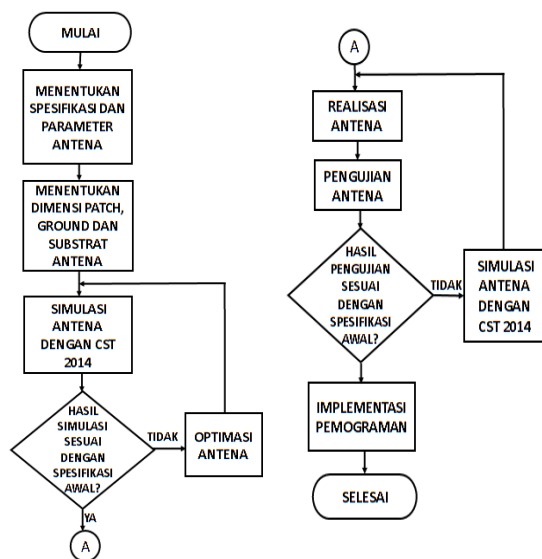 MULAI
MENENTUKAN
SPESIFIKASI DAN
PARAMETER
ANTENA
MENENTUKAN
DIMENSI PATCH,
GROUND DAN
SUBSTRAT
ANTENA
SIMULASI
ANTENA
DENGAN CST
2014
HASIL
SIMULASI
SESUAI
DENGAN
SPESIFIKASI
AWAL?
TIDAK
OPTIMASI
ANTENA
YA
A
A
REALISASI
ANTENA
PENGUJIAN
ANTENA
HASIL
PENGUJIAN
SESUAI
DENGAN
SPESIFIKASI
AWAL?
TIDAK
SIMULASI
ANTENA
DENGAN
CST 2014
IMPLEMENTASI
PEMOGRAMAN
SELESAI